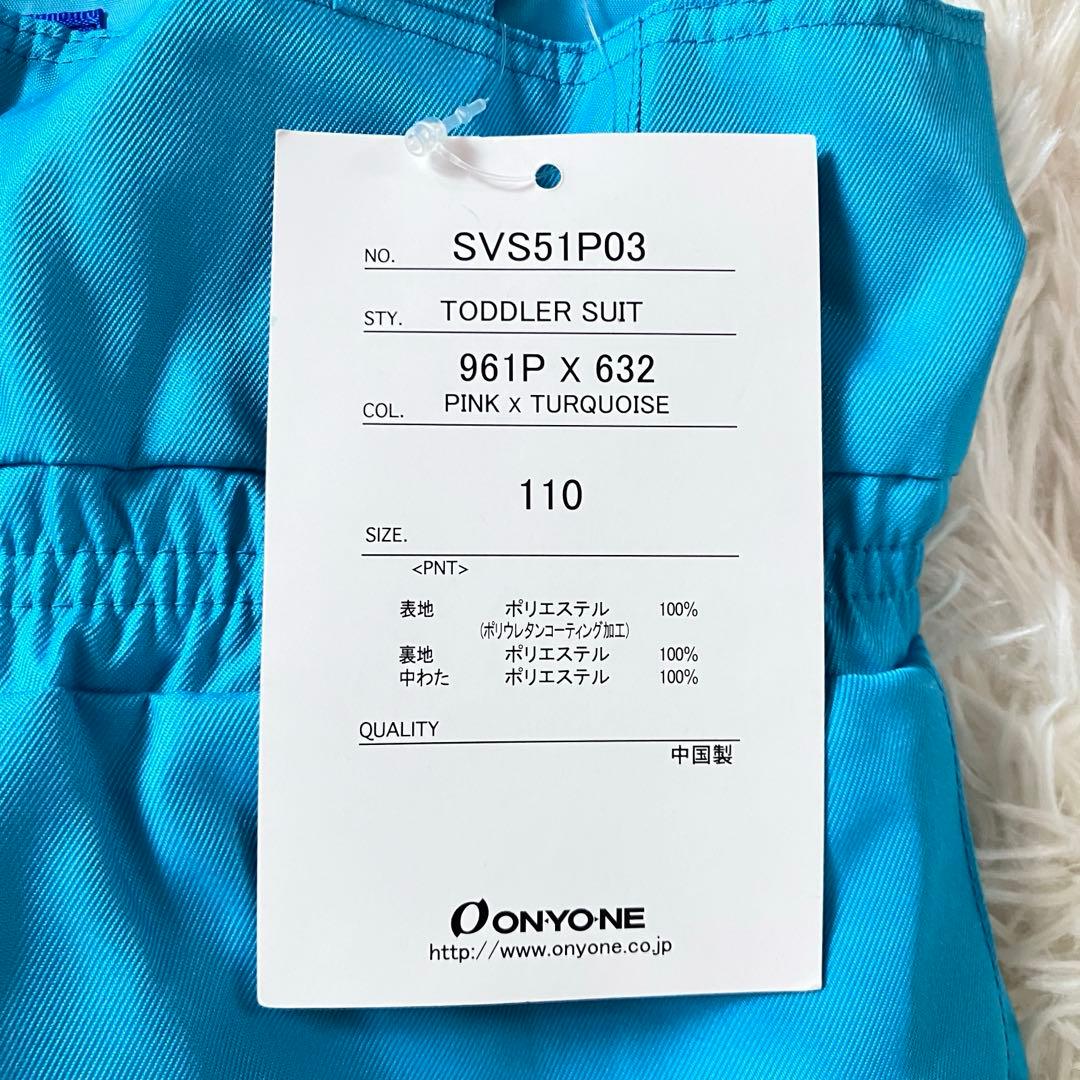 NO. SVS51P03
STY. TODDLER SUIT
961P X 632
COL. PINK X TURQUOISE
110
SIZE.
<PNT>
表地 ポリエステル 100%
(ポリウレタンコーティング加工)
裏地 ポリエステル 100%
中わた ポリエステル 100%
QUALITY
中国製
ON・YO・NE
http://www.onyone.co.jp